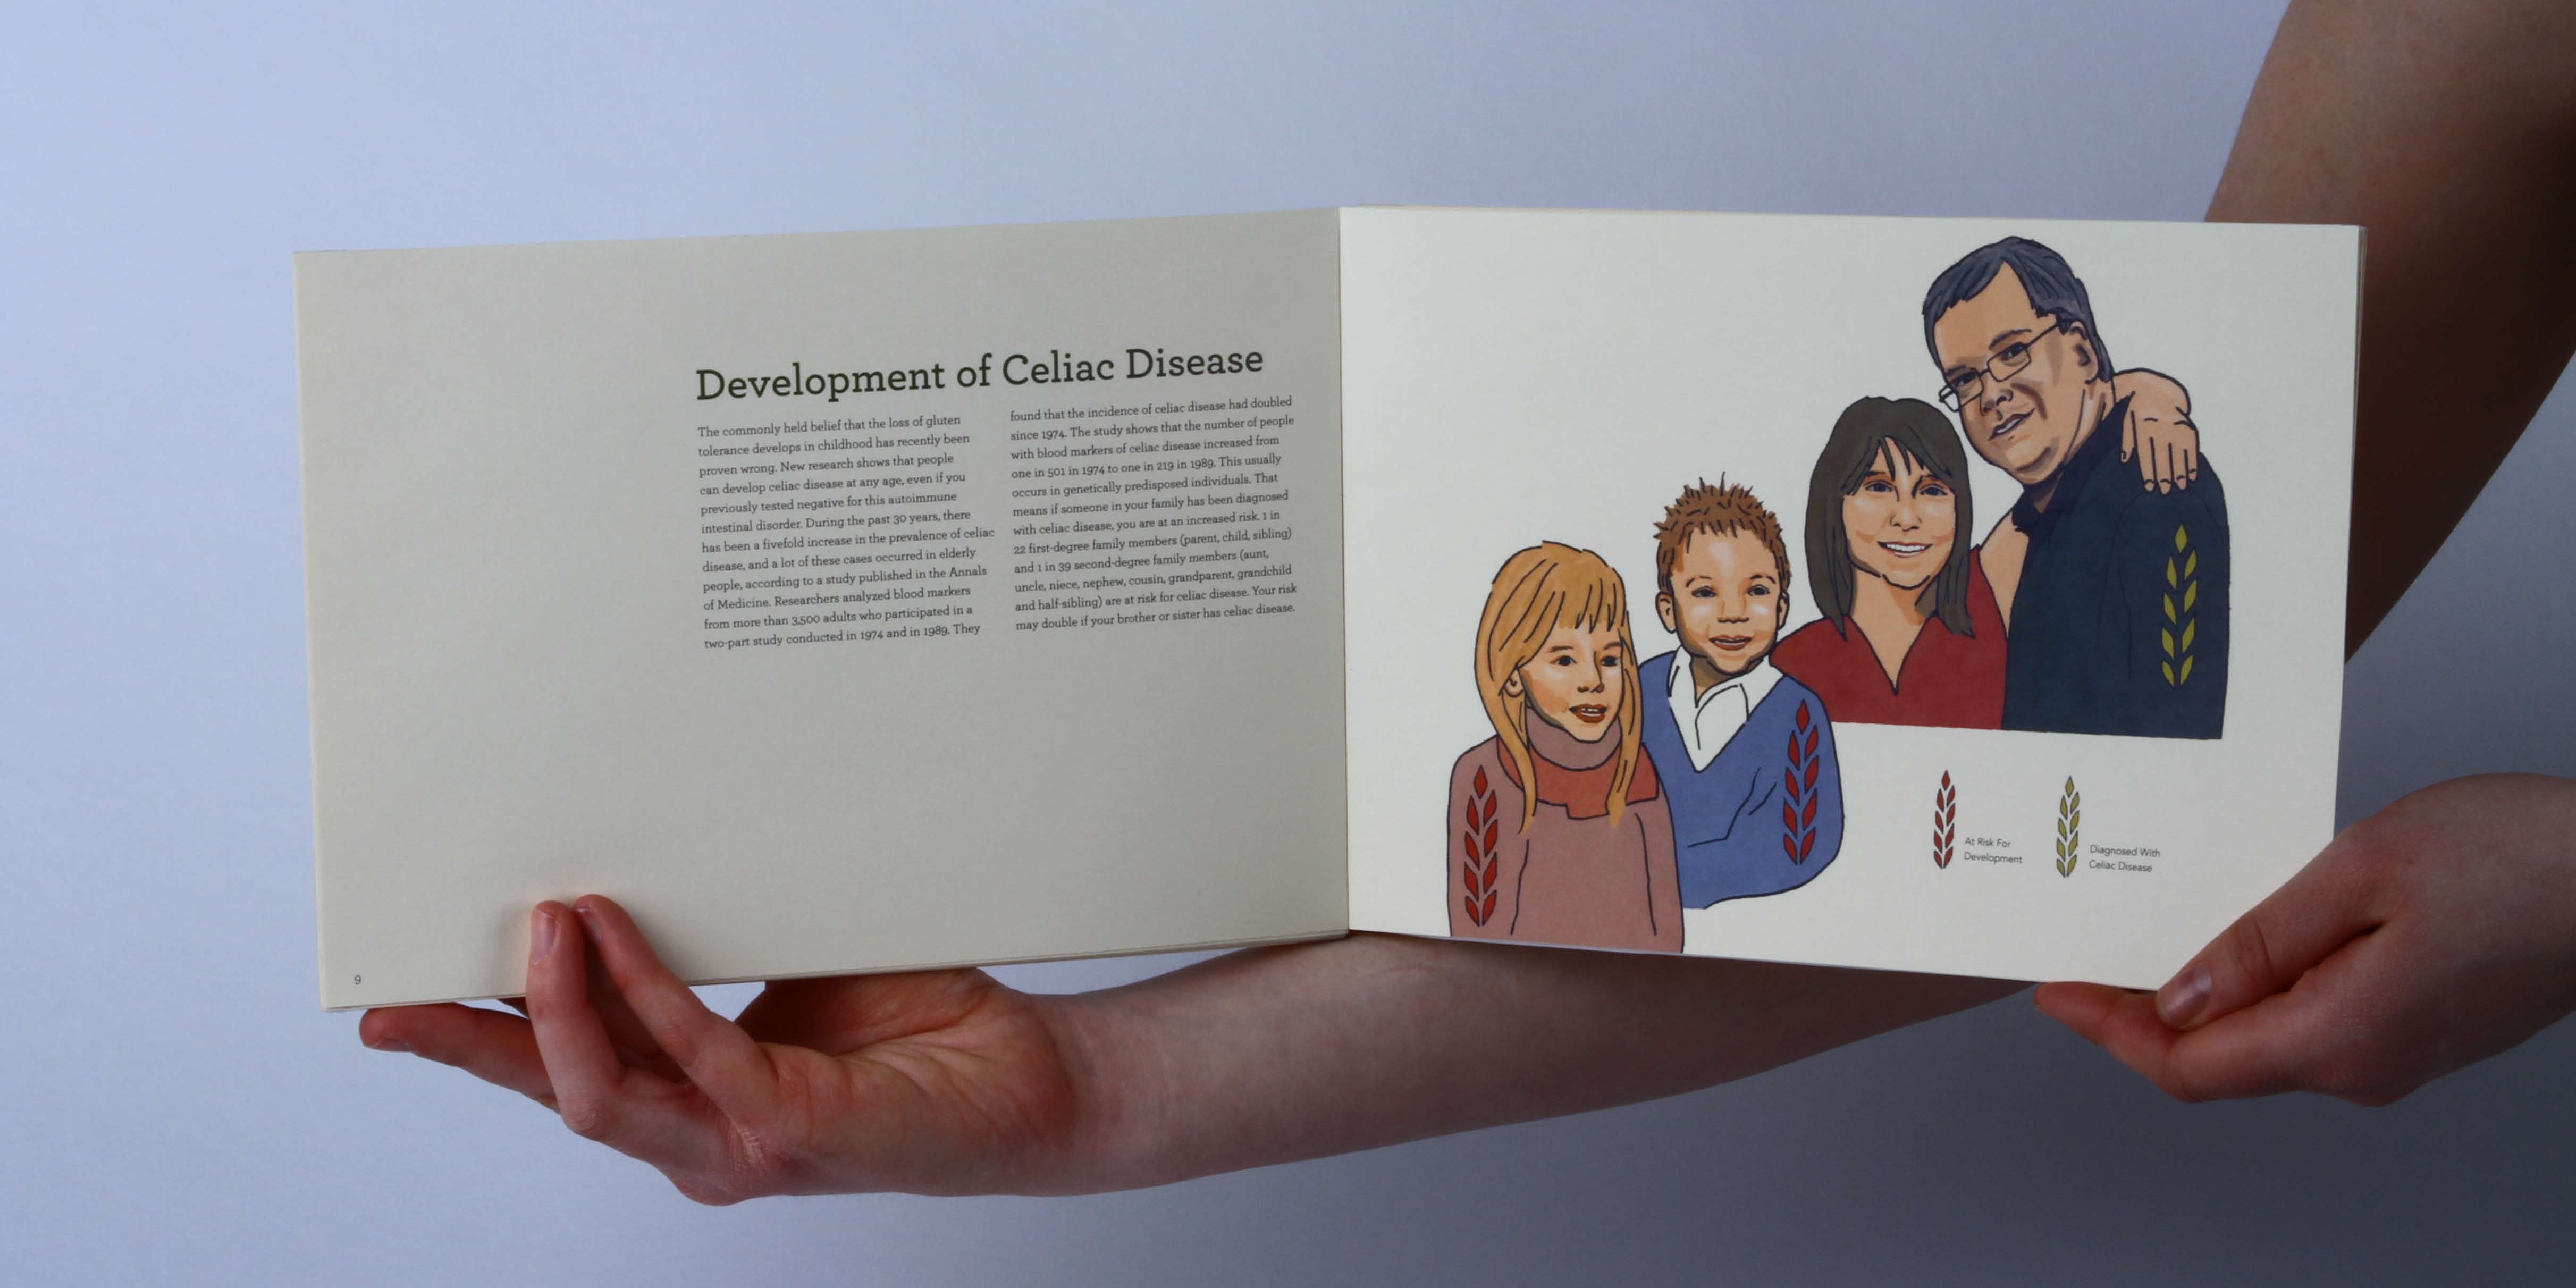 Development of Celiac Disease
The commonly held belief that the loss of gluten
tolerance develops in childhood has recently been
proven wrong. New research shows that people
can develop celiac disease at any age, even if you
previously tested negative for this autoimmune
intestinal disorder. During the past 30 years, there
has been a fivefold increase in the prevalence of celiac
disease, and a lot of these cases occurred in elderly
people, according to a study published in the Annals
of Medicine. Researchers analyzed blood markers
from more than 3,500 adults who participated in a
two-part study conducted in 1974 and in 1989. They
found that the incidence of celiac disease had doubled
since 1974. The study shows that the number of people
with blood markers of celiac disease increased from
one in 501 in 1974 to one in 219 in 1989. This usually
occurs in genetically predisposed individuals. That
means if someone in your family has been diagnosed
with celiac disease, you are at an increased risk. 1 in
22 first-degree family members (parent, child, sibling)
and 1 in 39 second-degree family members (aunt,
uncle, niece, nephew, cousin, grandparent, grandchild
and half-sibling) are at risk for celiac disease. Your risk
may double if your brother or sister has celiac disease.
9
At Risk For
Development
Diagnosed With
Celiac Disease